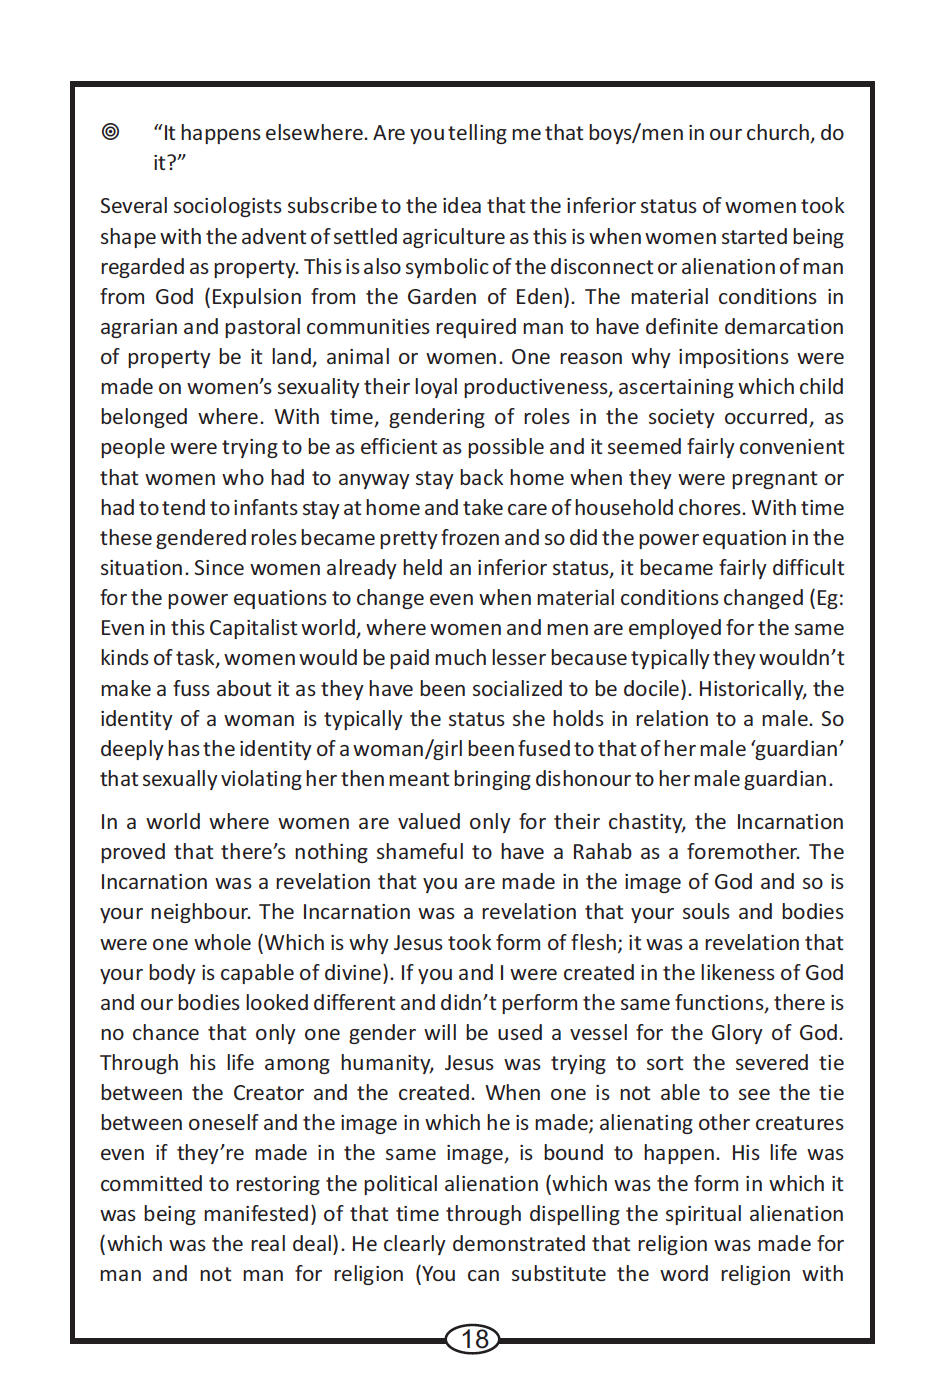 ◎ “It happens elsewhere. Are you telling me that boys/men in our church, do
it?”
Several sociologists subscribe to the idea that the inferior status of women took
shape with the advent of settled agriculture as this is when women started being
regarded as property. This is also symbolic of the disconnect or alienation of man
from God (Expulsion from the Garden of Eden). The material conditions in
agrarian and pastoral communities required man to have definite demarcation
of property be it land, animal or women. One reason why impositions were
made on women’s sexuality their loyal productiveness, ascertaining which child
belonged where. With time, gendering of roles in the society occurred, as
people were trying to be as efficient as possible and it seemed fairly convenient
that women who had to anyway stay back home when they were pregnant or
had to tend to infants stay at home and take care of household chores. With time
these gendered roles became pretty frozen and so did the power equation in the
situation. Since women already held an inferior status, it became fairly difficult
for the power equations to change even when material conditions changed (Eg:
Even in this Capitalist world, where women and men are employed for the same
kinds of task, women would be paid much lesser because typically they wouldn’t
make a fuss about it as they have been socialized to be docile). Historically, the
identity of a woman is typically the status she holds in relation to a male. So
deeply has the identity of a woman/girl been fused to that of her male ‘guardian’
that sexually violating her then meant bringing dishonour to her male guardian.
In a world where women are valued only for their chastity, the Incarnation
proved that there’s nothing shameful to have a Rahab as a foremother. The
Incarnation was a revelation that you are made in the image of God and so is
your neighbour. The Incarnation was a revelation that your souls and bodies
were one whole (Which is why Jesus took form of flesh; it was a revelation that
your body is capable of divine). If you and I were created in the likeness of God
and our bodies looked different and didn’t perform the same functions, there is
no chance that only one gender will be used a vessel for the Glory of God.
Through his life among humanity, Jesus was trying to sort the severed tie
between the Creator and the created. When one is not able to see the tie
between oneself and the image in which he is made; alienating other creatures
even if they’re made in the same image, is bound to happen. His life was
committed to restoring the political alienation (which was the form in which it
was being manifested) of that time through dispelling the spiritual alienation
(which was the real deal). He clearly demonstrated that religion was made for
man and not man for religion (You can substitute the word religion with
18